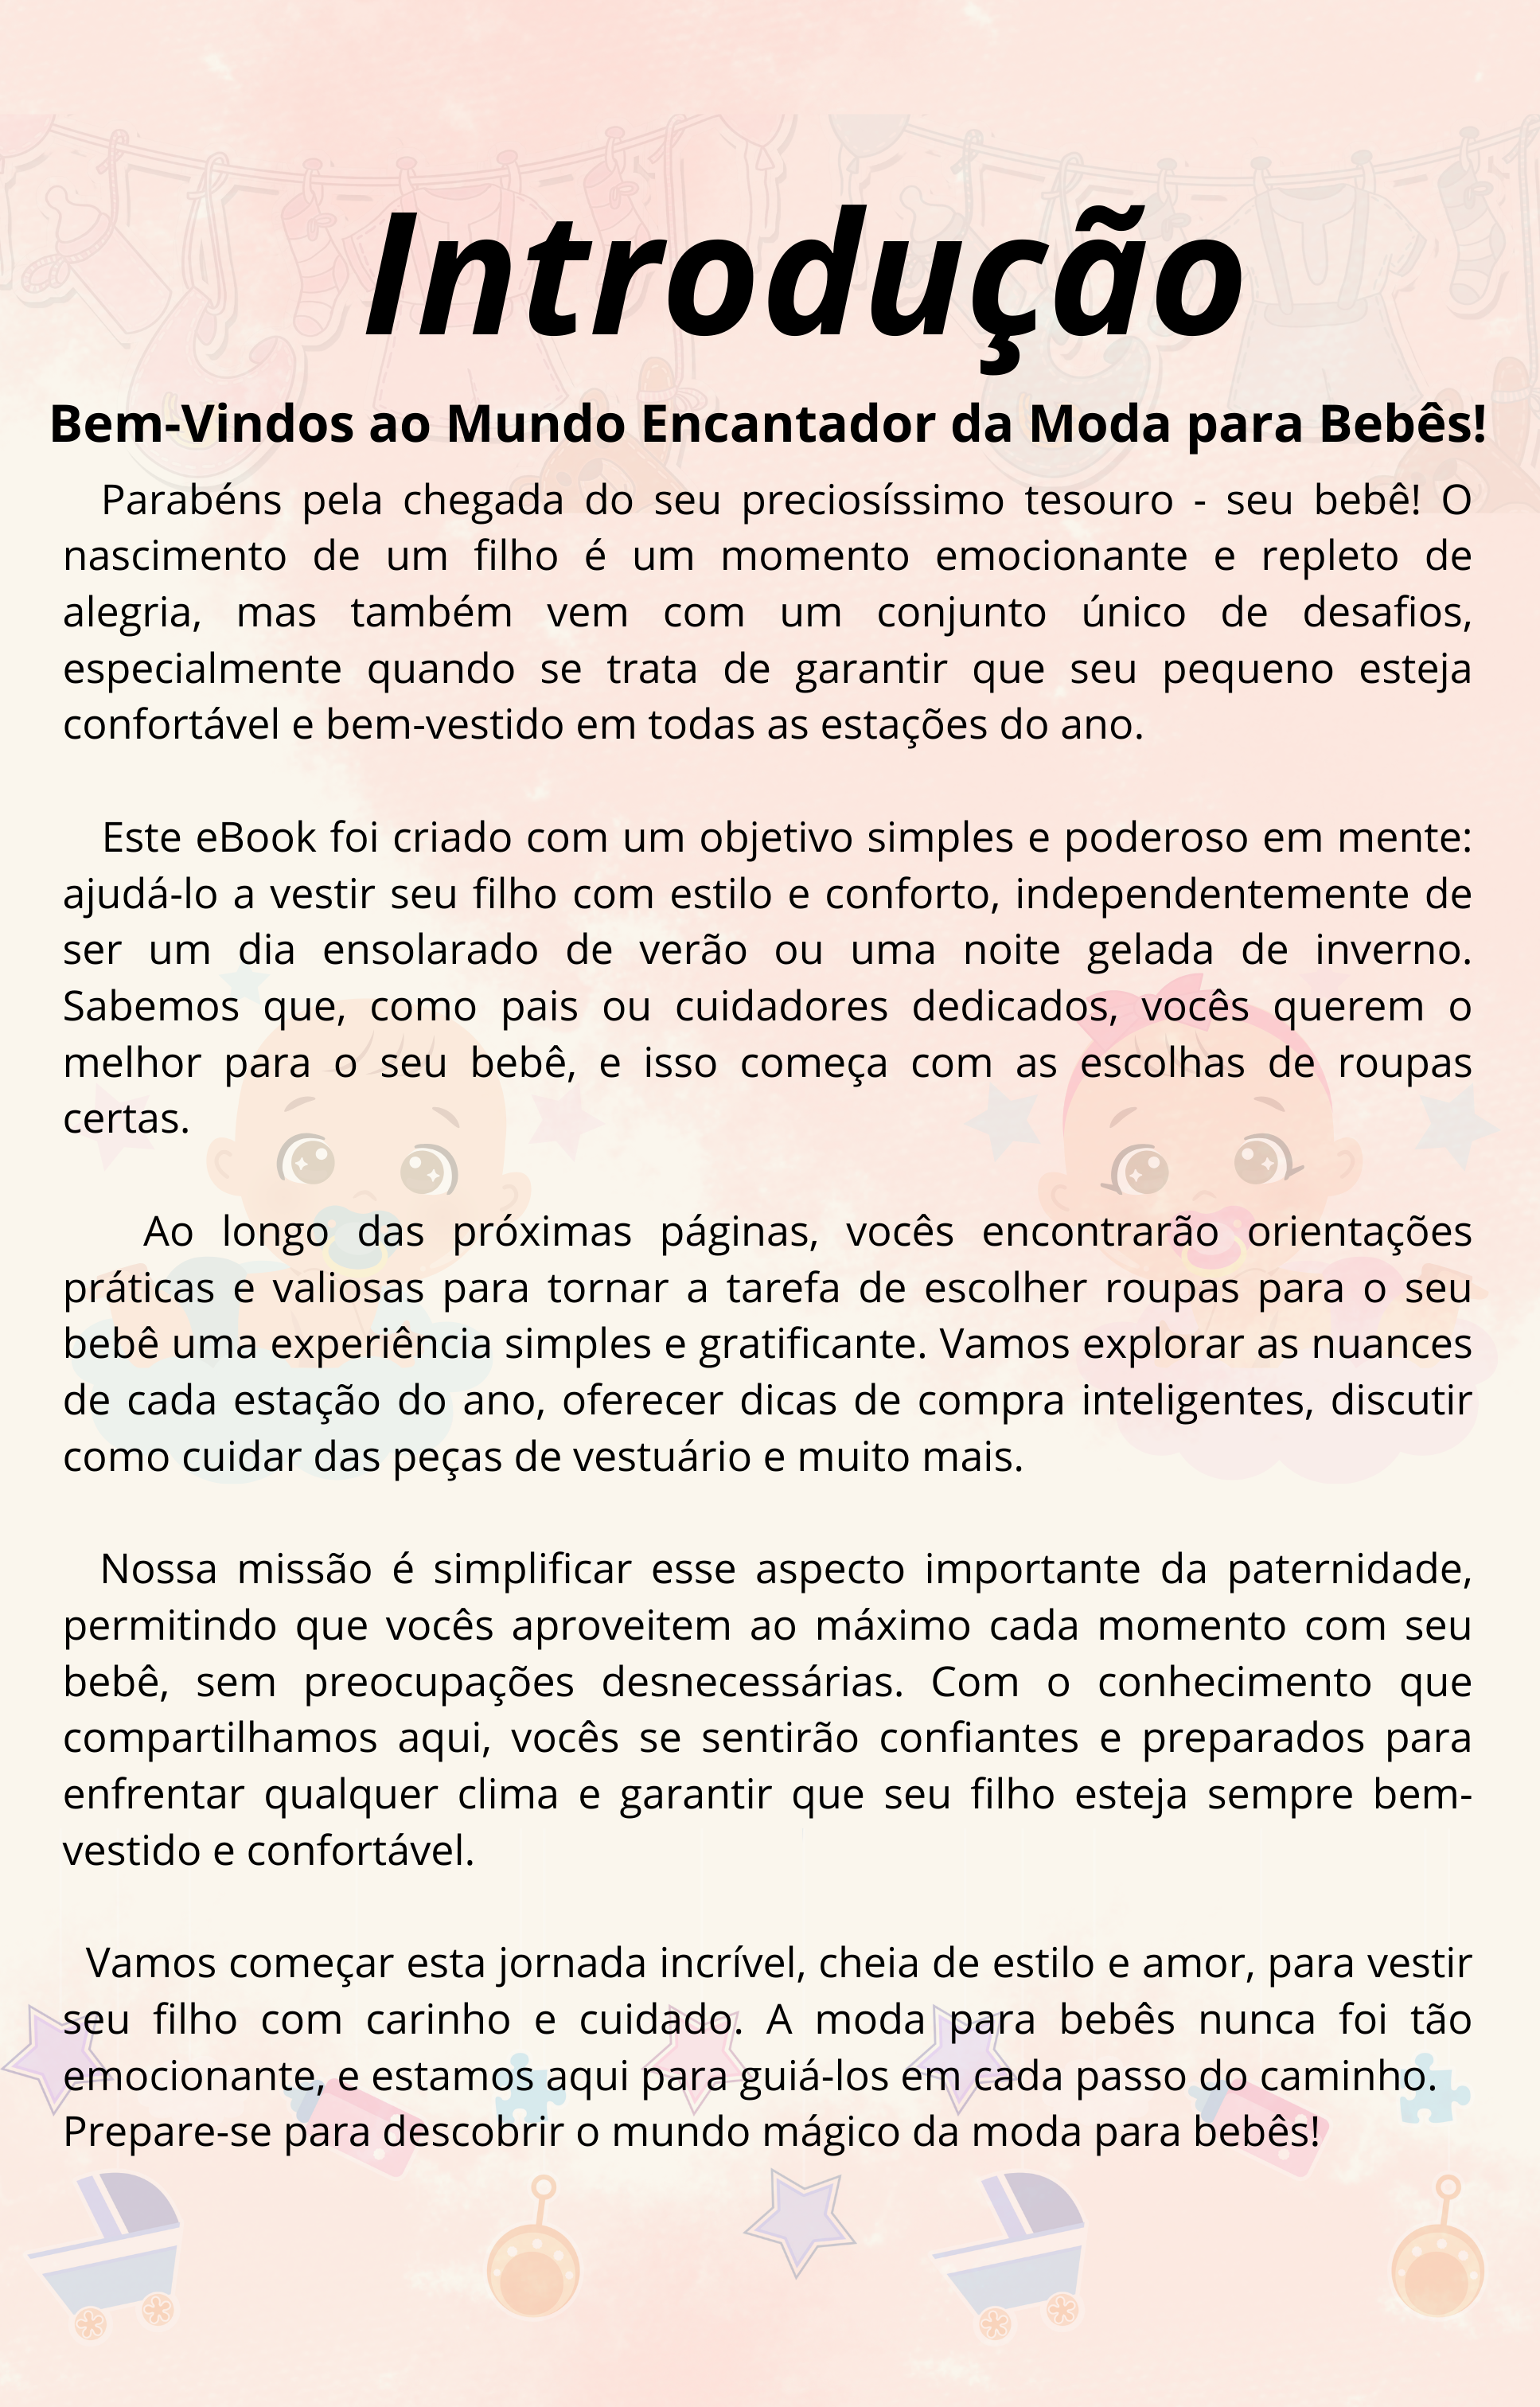 Introdução
Bem-Vindos ao Mundo Encantador da Moda para Bebês!
Parabéns pela chegada do seu preciosíssimo tesouro - seu bebê! O
nascimento de um filho é um momento emocionante e repleto de
alegria, mas também vem com um conjunto único de desafios,
especialmente quando se trata de garantir que seu pequeno esteja
confortável e bem-vestido em todas as estações do ano.
Este eBook foi criado com um objetivo simples e poderoso em mente:
ajudá-lo a vestir seu filho com estilo e conforto, independentemente de
ser um dia ensolarado de verão ou uma noite gelada de inverno.
Sabemos que, como pais ou cuidadores dedicados, vocês querem o
melhor para o seu bebê, e isso começa com as escolhas de roupas
certas.
Ao longo das próximas páginas, vocês encontrarão orientações
práticas e valiosas para tornar a tarefa de escolher roupas para o seu
bebê uma experiência simples e gratificante. Vamos explorar as nuances
de cada estação do ano, oferecer dicas de compra inteligentes, discutir
como cuidar das peças de vestuário e muito mais.
Nossa missão é simplificar esse aspecto importante da paternidade,
permitindo que vocês aproveitem ao máximo cada momento com seu
bebê, sem preocupações desnecessárias. Com o conhecimento que
compartilhamos aqui, vocês se sentirão confiantes e preparados para
enfrentar qualquer clima e garantir que seu filho esteja sempre bem-
vestido e confortável.
Vamos começar esta jornada incrível, cheia de estilo e amor, para vestir
seu filho com carinho e cuidado. A moda para bebês nunca foi tão
emocionante, e estamos aqui para guiá-los em cada passo do caminho.
Prepare-se para descobrir o mundo mágico da moda para bebês!